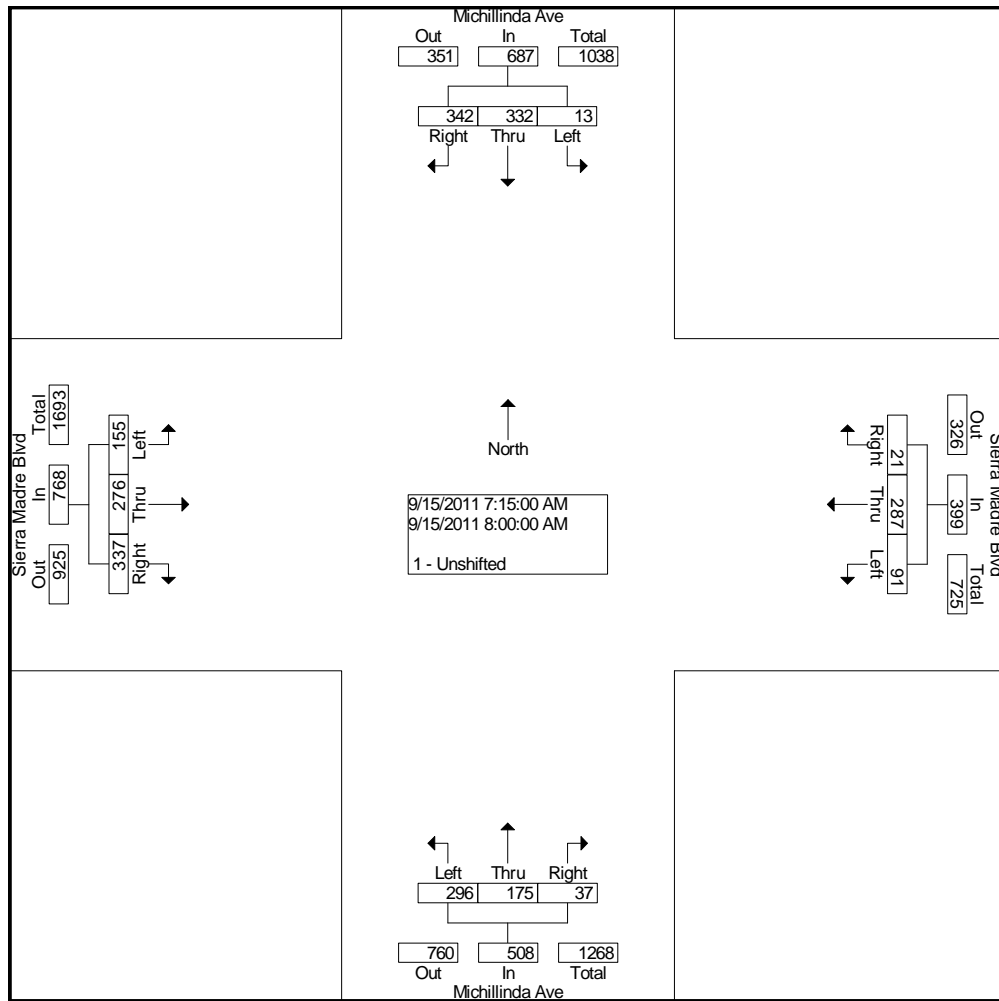 Michillinda Ave
Out In Total
351 687 1038
342 332 13
Right Thru Left
Sierra Madre Blvd
Total In Out
1693 768 925
155 276 337
Left Thru Right
North
9/15/2011 7:15:00 AM
9/15/2011 8:00:00 AM
1 - Unshifted
Right Thru Left
21 287 91
326 399 725
Out In Total
Sierra Madre Blvd
Left Thru Right
296 175 37
760 508 1268
Out In Total
Michillinda Ave